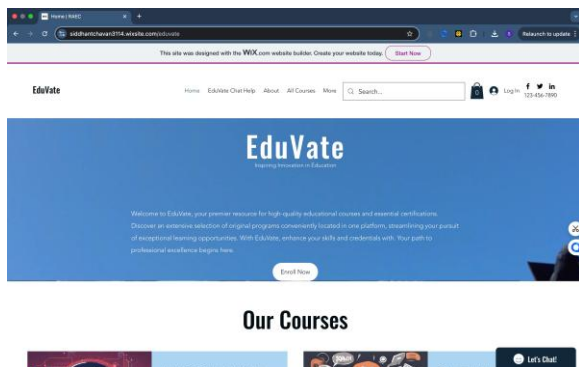 Home | NAEC
siddhantchavan3114.wixsite.com/eduvate
Relaunch to update
This site was designed with the WiX.com website builder. Create your website today. Start Now
EduVate
Home EduVate Chat Help About All Courses More
Search...
0
Log In
123-456-7890
EduVate
Inspiring Innovation in Education
Welcome to EduVate, your premier resource for high-quality educational courses and essential certifications.
Discover an extensive selection of original programs conveniently located in one platform, streamlining your pursuit
of exceptional learning opportunities. With EduVate, enhance your skills and credentials with. Your path to
professional excellence begins here.
Enroll Now
Our Courses
Let's Chat!